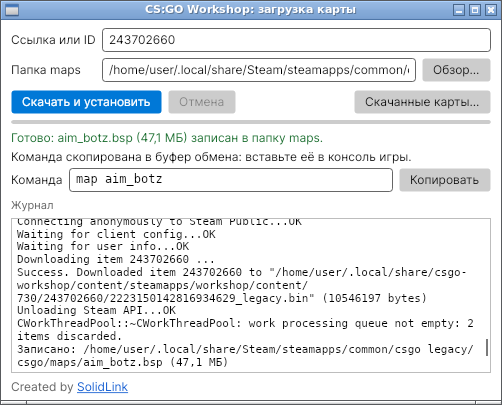 CS:GO Workshop: загрузка карты
Ссылка или ID 243702660
Папка maps /home/user/.local/share/Steam/steamapps/common/ Обзор...
Скачать и установить Отмена Скачанные карты...
Готово: aim_botz.bsp (47,1 МБ) записан в папку maps.
Команда скопирована в буфер обмена: вставьте её в консоль игры.
Команда map aim_botz Копировать
Журнал
Connecting anonymously to Steam Public...OK
Waiting for client config...OK
Waiting for user info...OK
Downloading item 243702660 ...
Success. Downloaded item 243702660 to "/home/user/.local/share/csgo-
workshop/content/steamapps/workshop/content/
730/243702660/2223150142816934629_legacy.bin" (10546197 bytes)
Unloading Steam API...OK
CWorkThreadPool::~CWorkThreadPool: work processing queue not empty: 2
items discarded.
Записано: /home/user/.local/share/Steam/steamapps/common/csgo legacy/
csgo/maps/aim_botz.bsp (47,1 МБ)
Created by SolidLink